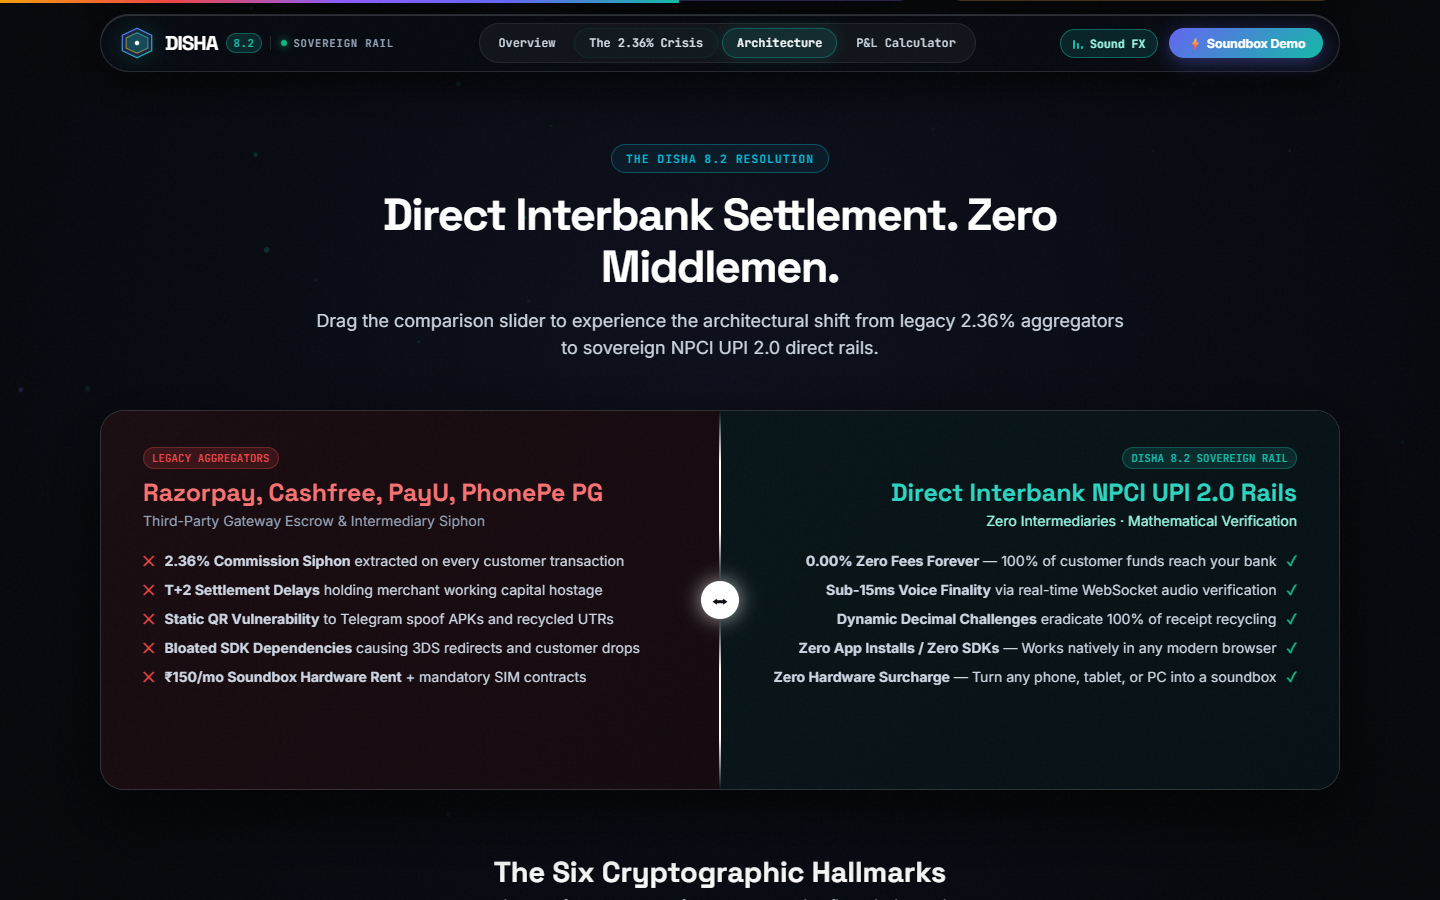 DISHA 8.2 SOVEREIGN RAIL Overview The 2.36% Crisis Architecture P&L Calculator Sound FX Soundbox Demo
THE DISHA 8.2 RESOLUTION
Direct Interbank Settlement. Zero
Middlemen.
Drag the comparison slider to experience the architectural shift from legacy 2.36% aggregators
to sovereign NPCI UPI 2.0 direct rails.
LEGACY AGGREGATORS
Razorpay, Cashfree, PayU, PhonePe PG
Third-Party Gateway Escrow & Intermediary Siphon
2.36% Commission Siphon extracted on every customer transaction
T+2 Settlement Delays holding merchant working capital hostage
Static QR Vulnerability to Telegram spoof APKs and recycled UTRs
Bloated SDK Dependencies causing 3DS redirects and customer drops
₹150/mo Soundbox Hardware Rent + mandatory SIM contracts
DISHA 8.2 SOVEREIGN RAIL
Direct Interbank NPCI UPI 2.0 Rails
Zero Intermediaries · Mathematical Verification
0.00% Zero Fees Forever — 100% of customer funds reach your bank
Sub-15ms Voice Finality via real-time WebSocket audio verification
Dynamic Decimal Challenges eradicate 100% of receipt recycling
Zero App Installs / Zero SDKs — Works natively in any modern browser
Zero Hardware Surcharge — Turn any phone, tablet, or PC into a soundbox
The Six Cryptographic Hallmarks